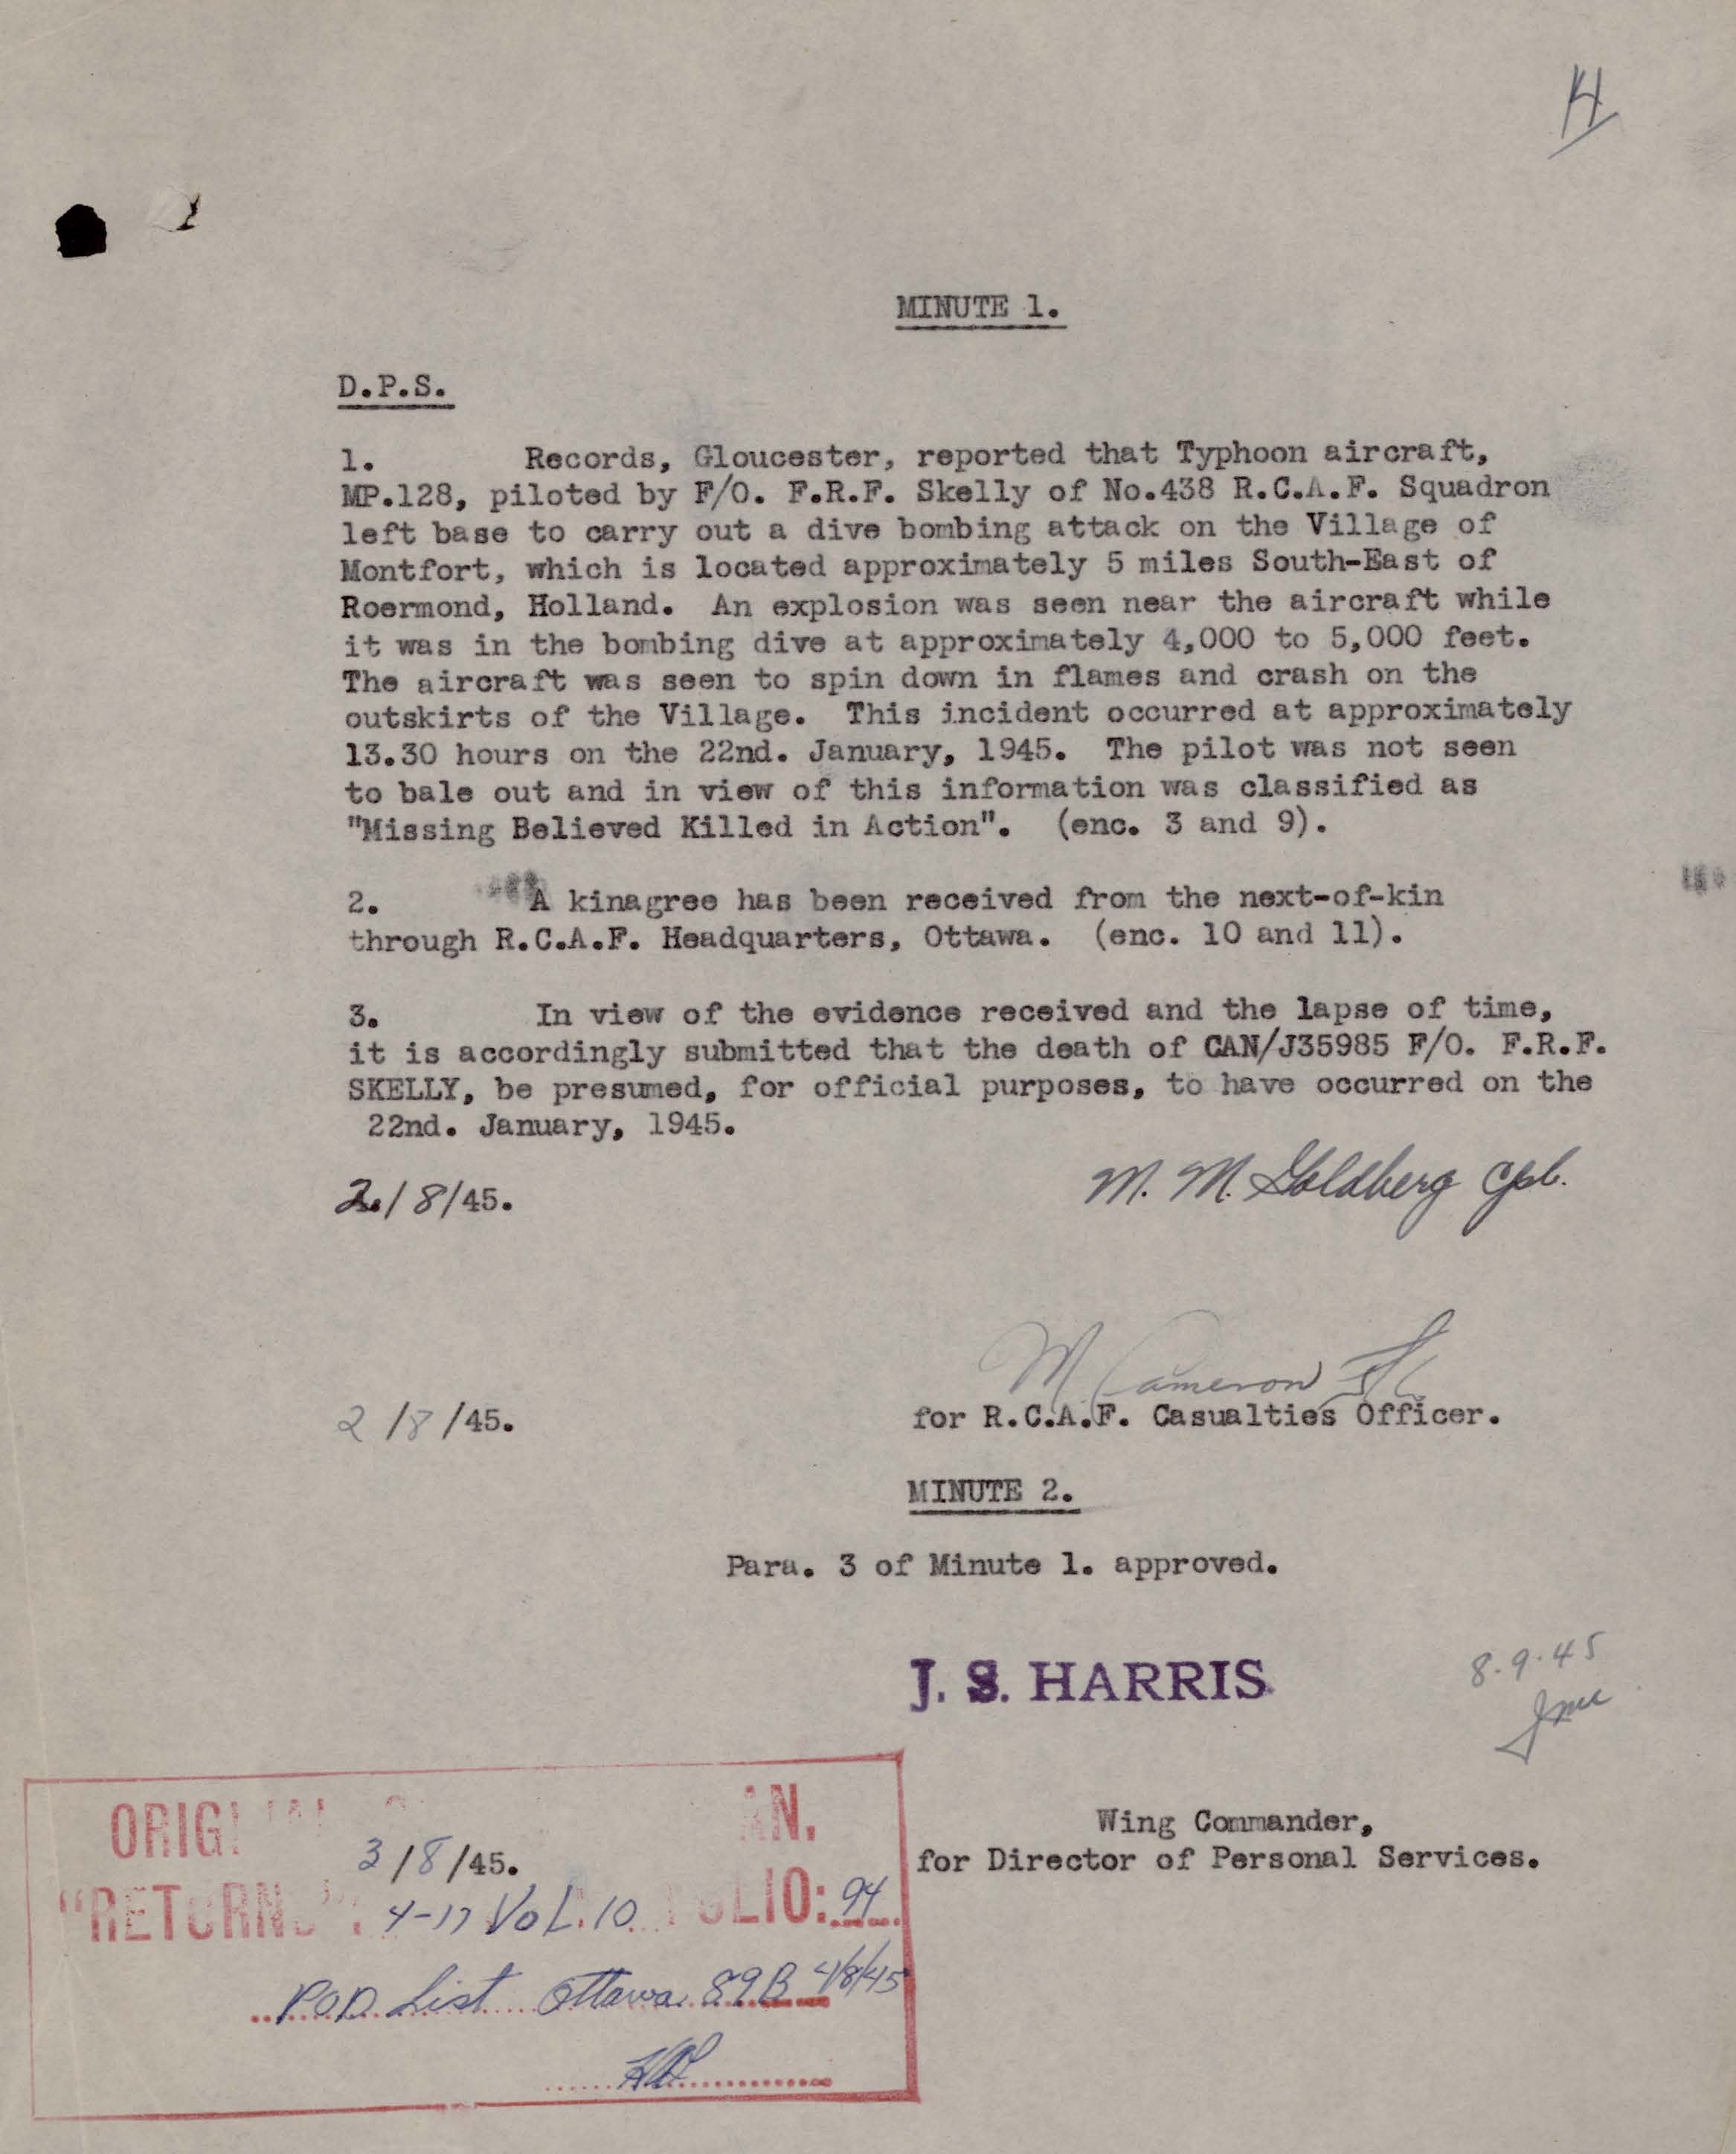 H
MINUTE 1.
D.P.S.
1. Records, Gloucester, reported that Typhoon aircraft,
MP.128, piloted by F/O. F.R.F. Skelly of No.438 R.C.A.F. Squadron
left base to carry out a dive bombing attack on the Village of
Montfort, which is located approximately 5 miles South-East of
Roermond, Holland. An explosion was seen near the aircraft while
it was in the bombing dive at approximately 4,000 to 5,000 feet.
The aircraft was seen to spin down in flames and crash on the
outskirts of the Village. This incident occurred at approximately
13.30 hours on the 22nd. January, 1945. The pilot was not seen
to bale out and in view of this information was classified as
"Missing Believed Killed in Action". (enc. 3 and 9).
2. A kinagree has been received from the next-of-kin
through R.C.A.F. Headquarters, Ottawa. (enc. 10 and 11).
3. In view of the evidence received and the lapse of time,
it is accordingly submitted that the death of CAN/J35985 F/O. F.R.F.
SKELLY, be presumed, for official purposes, to have occurred on the
22nd. January, 1945.
2./8/45. M. M. Goldberg Cpl.
M Cameron
2/8/45. for R.C.A.F. Casualties Officer.
MINUTE 2.
Para. 3 of Minute 1. approved.
J. S. HARRIS
8.9.45
Wing Commander,
3/8/45. for Director of Personal Services.
4-17 VOL.10 FOLIO: 94
P.O.D. List Ottawa 89B 4/8/45